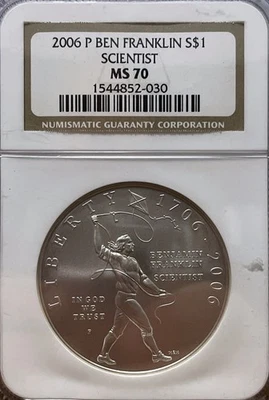 2006 P BEN FRANKLIN S$1
SCIENTIST
MS 70
1544852-030
NUMISMATIC GUARANTY CORPORATION
LIBERTY 1706·2006
BENJAMIN
FRANKLIN
SCIENTIST
IN GOD
WE
TRUST
P